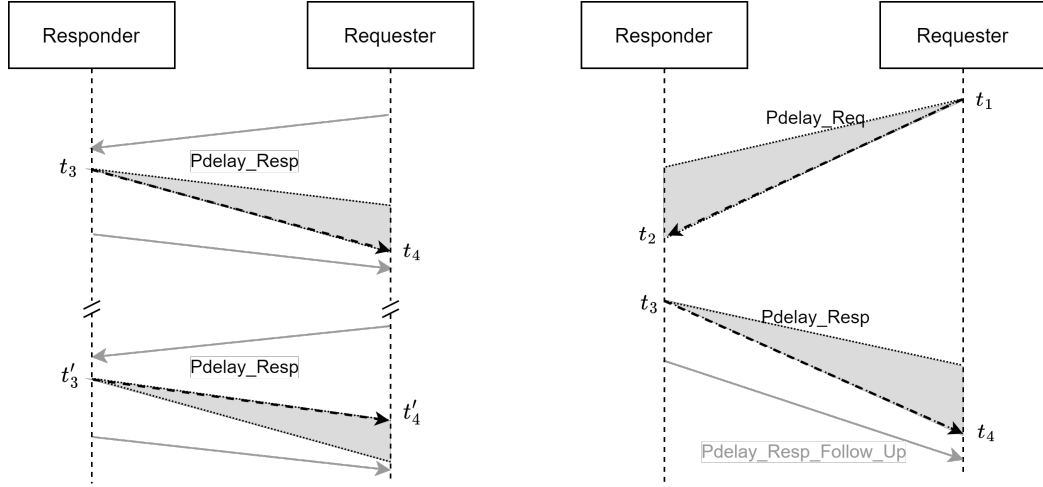 Responder
Requester
Pdelay_Resp
t₃
t₄
Pdelay_Resp
t′₃
t′₄
Responder
Requester
t₁
Pdelay_Req
t₂
t₃
Pdelay_Resp
t₄
Pdelay_Resp_Follow_Up